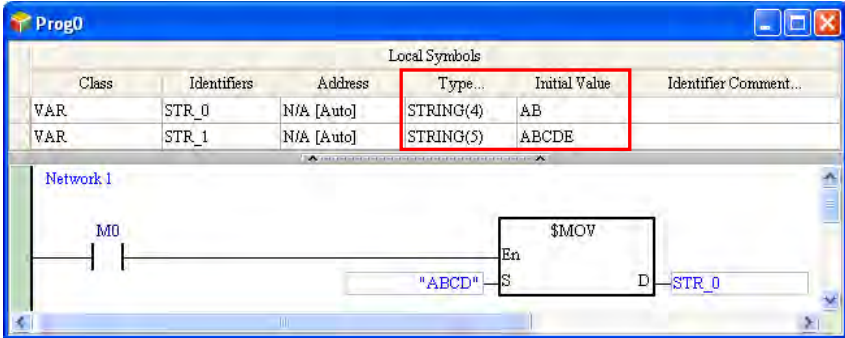 Prog0
Local Symbols
Class Identifiers Address Type... Initial Value Identifier Comment...
VAR STR_0 N/A [Auto] STRING(4) AB
VAR STR_1 N/A [Auto] STRING(5) ABCDE
Network 1
M0 $MOV
En
"ABCD" S D STR_0